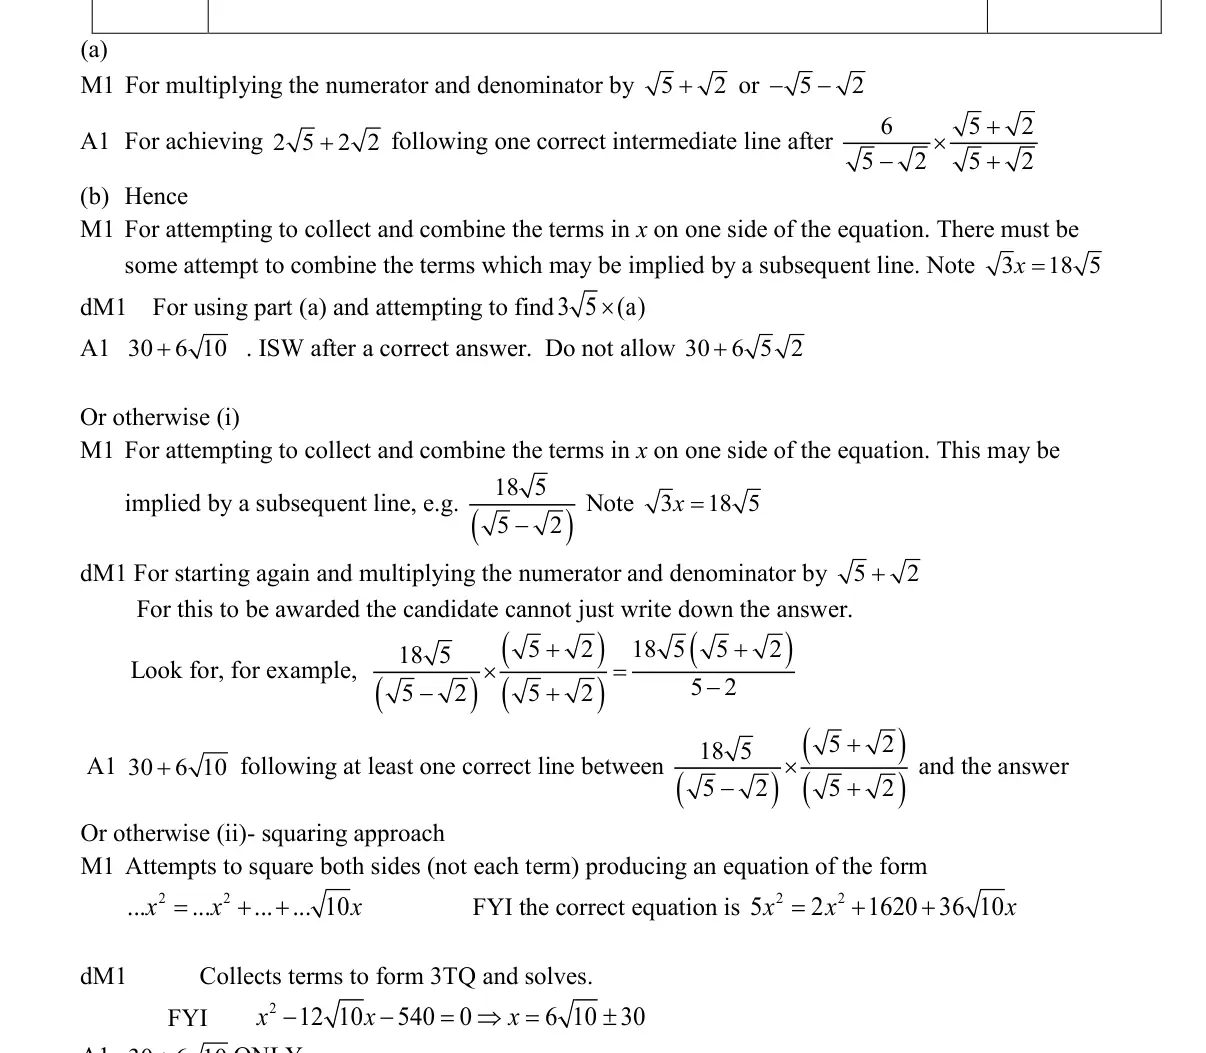 (a)
M1 For multiplying the numerator and denominator by √5 + √2 or −√5 − √2
A1 For achieving 2√5 + 2√2 following one correct intermediate line after 6/(√5 − √2) × (√5 + √2)/(√5 + √2)
(b) Hence
M1 For attempting to collect and combine the terms in x on one side of the equation. There must be
some attempt to combine the terms which may be implied by a subsequent line. Note √3x = 18√5
dM1 For using part (a) and attempting to find 3√5 × (a)
A1 30 + 6√10 . ISW after a correct answer. Do not allow 30 + 6√5√2
Or otherwise (i)
M1 For attempting to collect and combine the terms in x on one side of the equation. This may be
implied by a subsequent line, e.g. 18√5/(√5 − √2) Note √3x = 18√5
dM1 For starting again and multiplying the numerator and denominator by √5 + √2
For this to be awarded the candidate cannot just write down the answer.
Look for, for example, 18√5/(√5 − √2) × (√5 + √2)/(√5 + √2) = 18√5(√5 + √2)/(5 − 2)
A1 30 + 6√10 following at least one correct line between 18√5/(√5 − √2) × (√5 + √2)/(√5 + √2) and the answer
Or otherwise (ii)- squaring approach
M1 Attempts to square both sides (not each term) producing an equation of the form
...x² = ...x² + ... + ...√10x FYI the correct equation is 5x² = 2x² + 1620 + 36√10x
dM1 Collects terms to form 3TQ and solves.
FYI x² − 12√10x − 540 = 0 ⇒ x = 6√10 ± 30
A1 30 + 6√10 ONLY